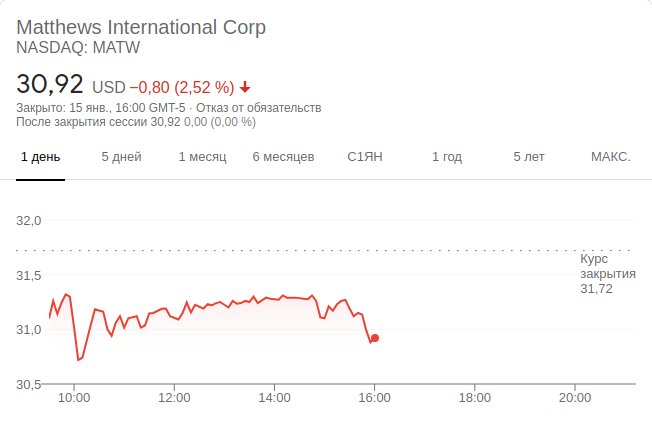 Matthews International Corp
NASDAQ: MATW
30,92 USD −0,80 (2,52 %)
Закрыто: 15 янв., 16:00 GMT-5 · Отказ от обязательств
После закрытия сессии 30,92 0,00 (0,00 %)
1 день 5 дней 1 месяц 6 месяцев С1ЯН 1 год 5 лет МАКС.
32,0
Курс
закрытия
31,72
31,5
31,0
30,5
10:00 12:00 14:00 16:00 18:00 20:00